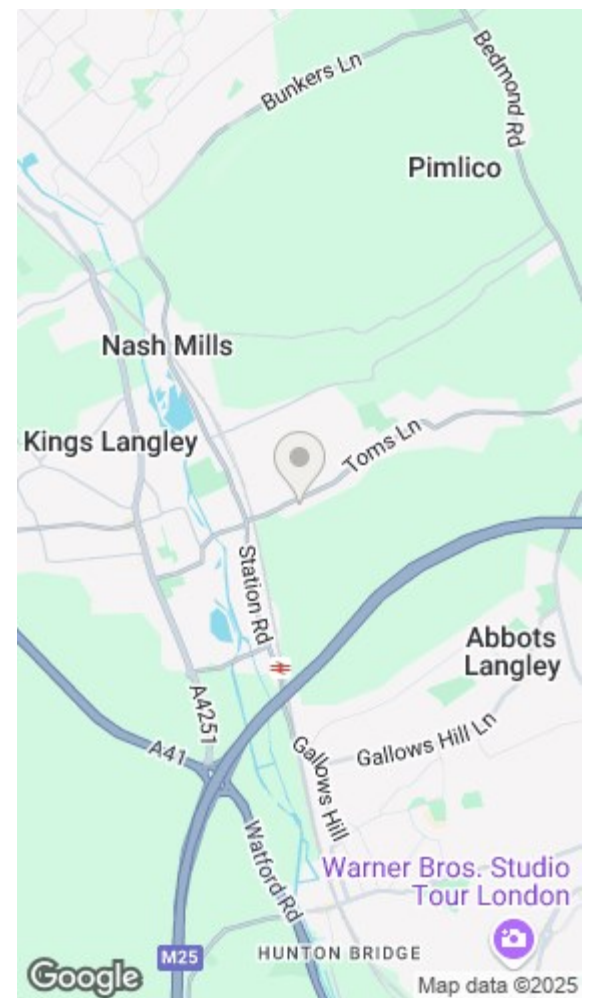 Bunkers Ln
Bedmond Rd
Pimlico
Nash Mills
Kings Langley
Toms Ln
Station Rd
Abbots
Langley
A4251
A41
Gallows Hill Ln
Gallows Hill
Watford Rd
Warner Bros. Studio
Tour London
M25
HUNTON BRIDGE
Google
Map data ©2025